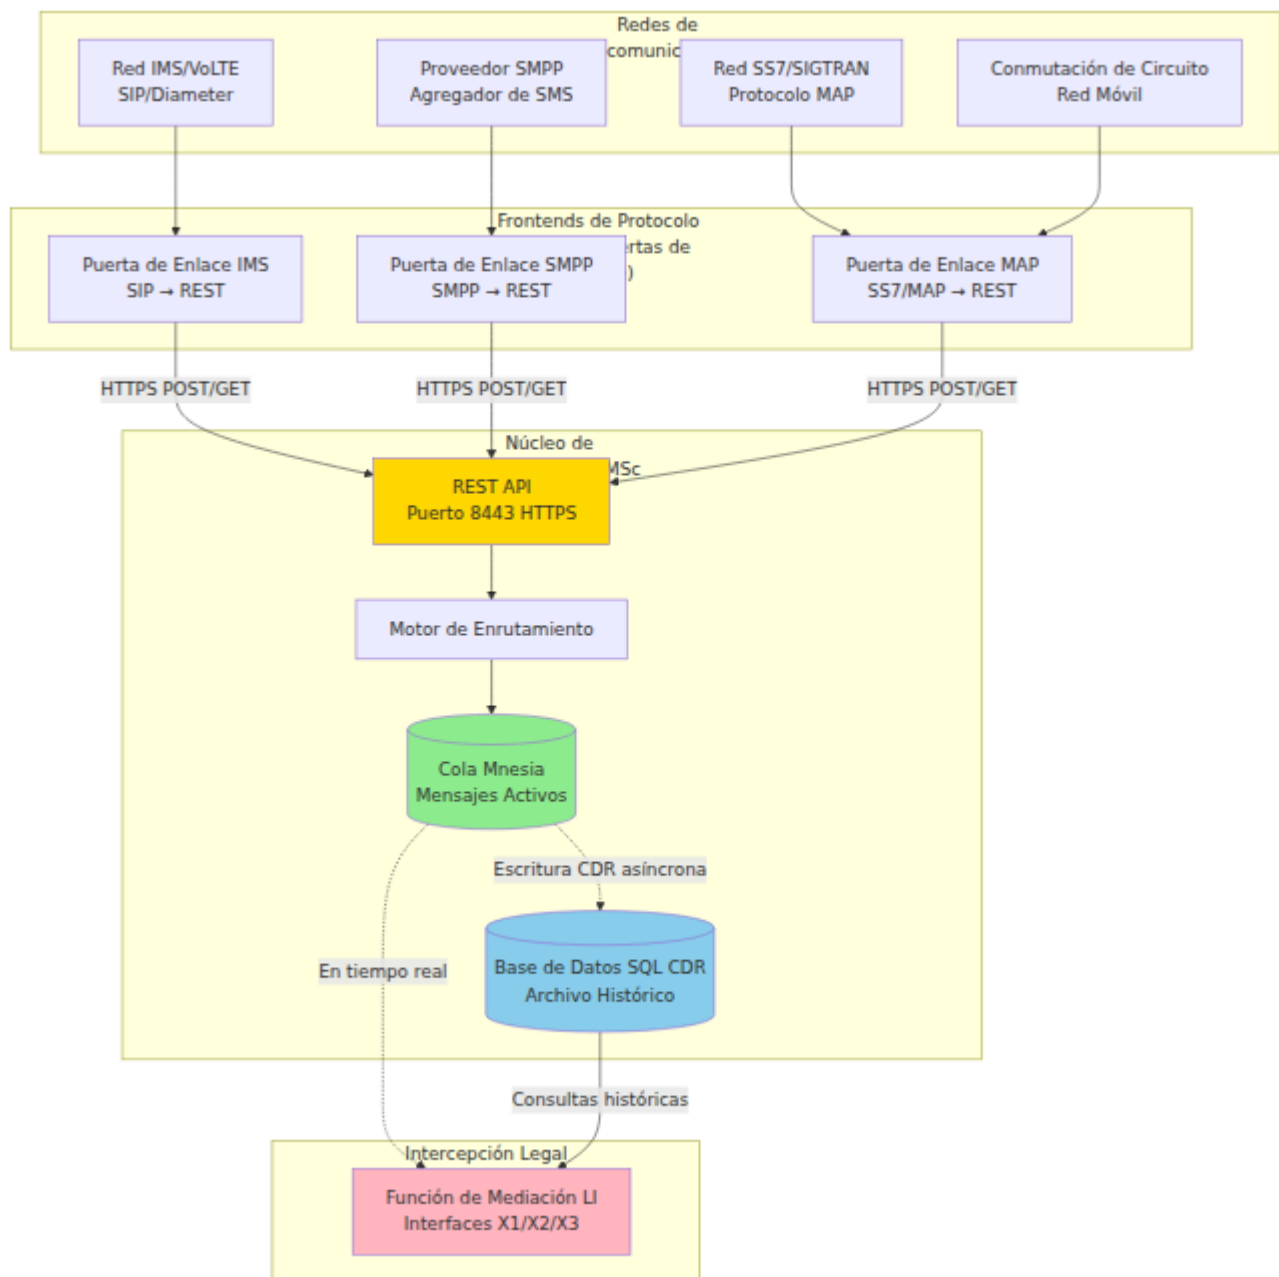 Redes de
Red IMS/VoLTE
SIP/Diameter
Proveedor SMPP
Agregador de SMS
Red SS7/SIGTRAN
Protocolo MAP
Conmutación de Circuito
Red Móvil
Frontends de Protocolo
Puerta de Enlace IMS
SIP → REST
Puerta de Enlace SMPP
SMPP → REST
de
)
Puerta de Enlace MAP
SS7/MAP → REST
HTTPS POST/GET
HTTPS POST/GET
HTTPS POST/GET
Núcleo de
REST API
Puerto 8443 HTTPS
Motor de Enrutamiento
Cola Mnesia
Mensajes Activos
Escritura CDR asíncrona
En tiempo real
Base de Datos SQL CDR
Archivo Histórico
Consultas históricas
Intercepción Legal
Función de Mediación LI
Interfaces X1/X2/X3